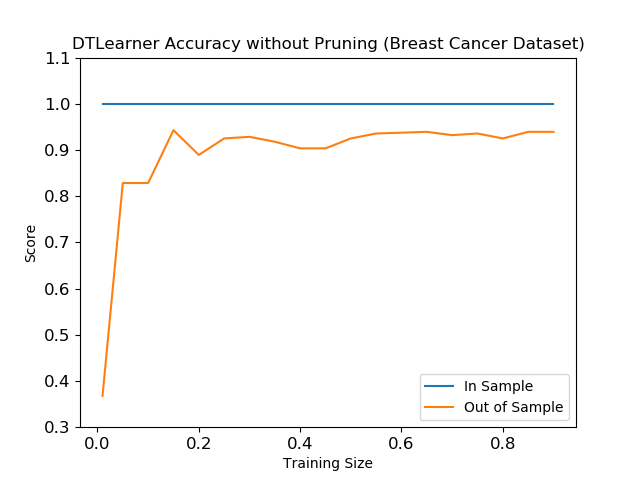 DTLearner Accuracy without Pruning (Breast Cancer Dataset)
1.1
1.0
0.9
0.8
0.7
0.6
0.5
0.4
0.3
Score
0.0
0.2
0.4
0.6
0.8
Training Size
In Sample
Out of Sample